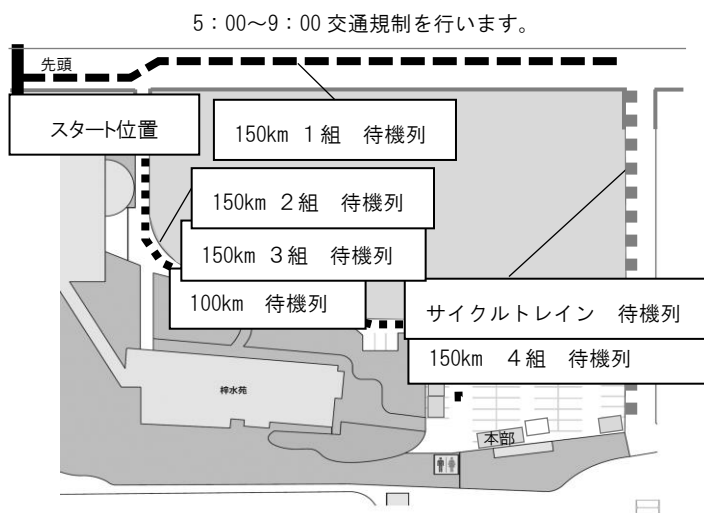 5：00～9：00 交通規制を行います。
先頭
スタート位置
150km 1組　待機列
150km ２組　待機列
150km ３組　待機列
100km　待機列
サイクルトレイン　待機列
150km　４組　待機列
梓水苑
本部